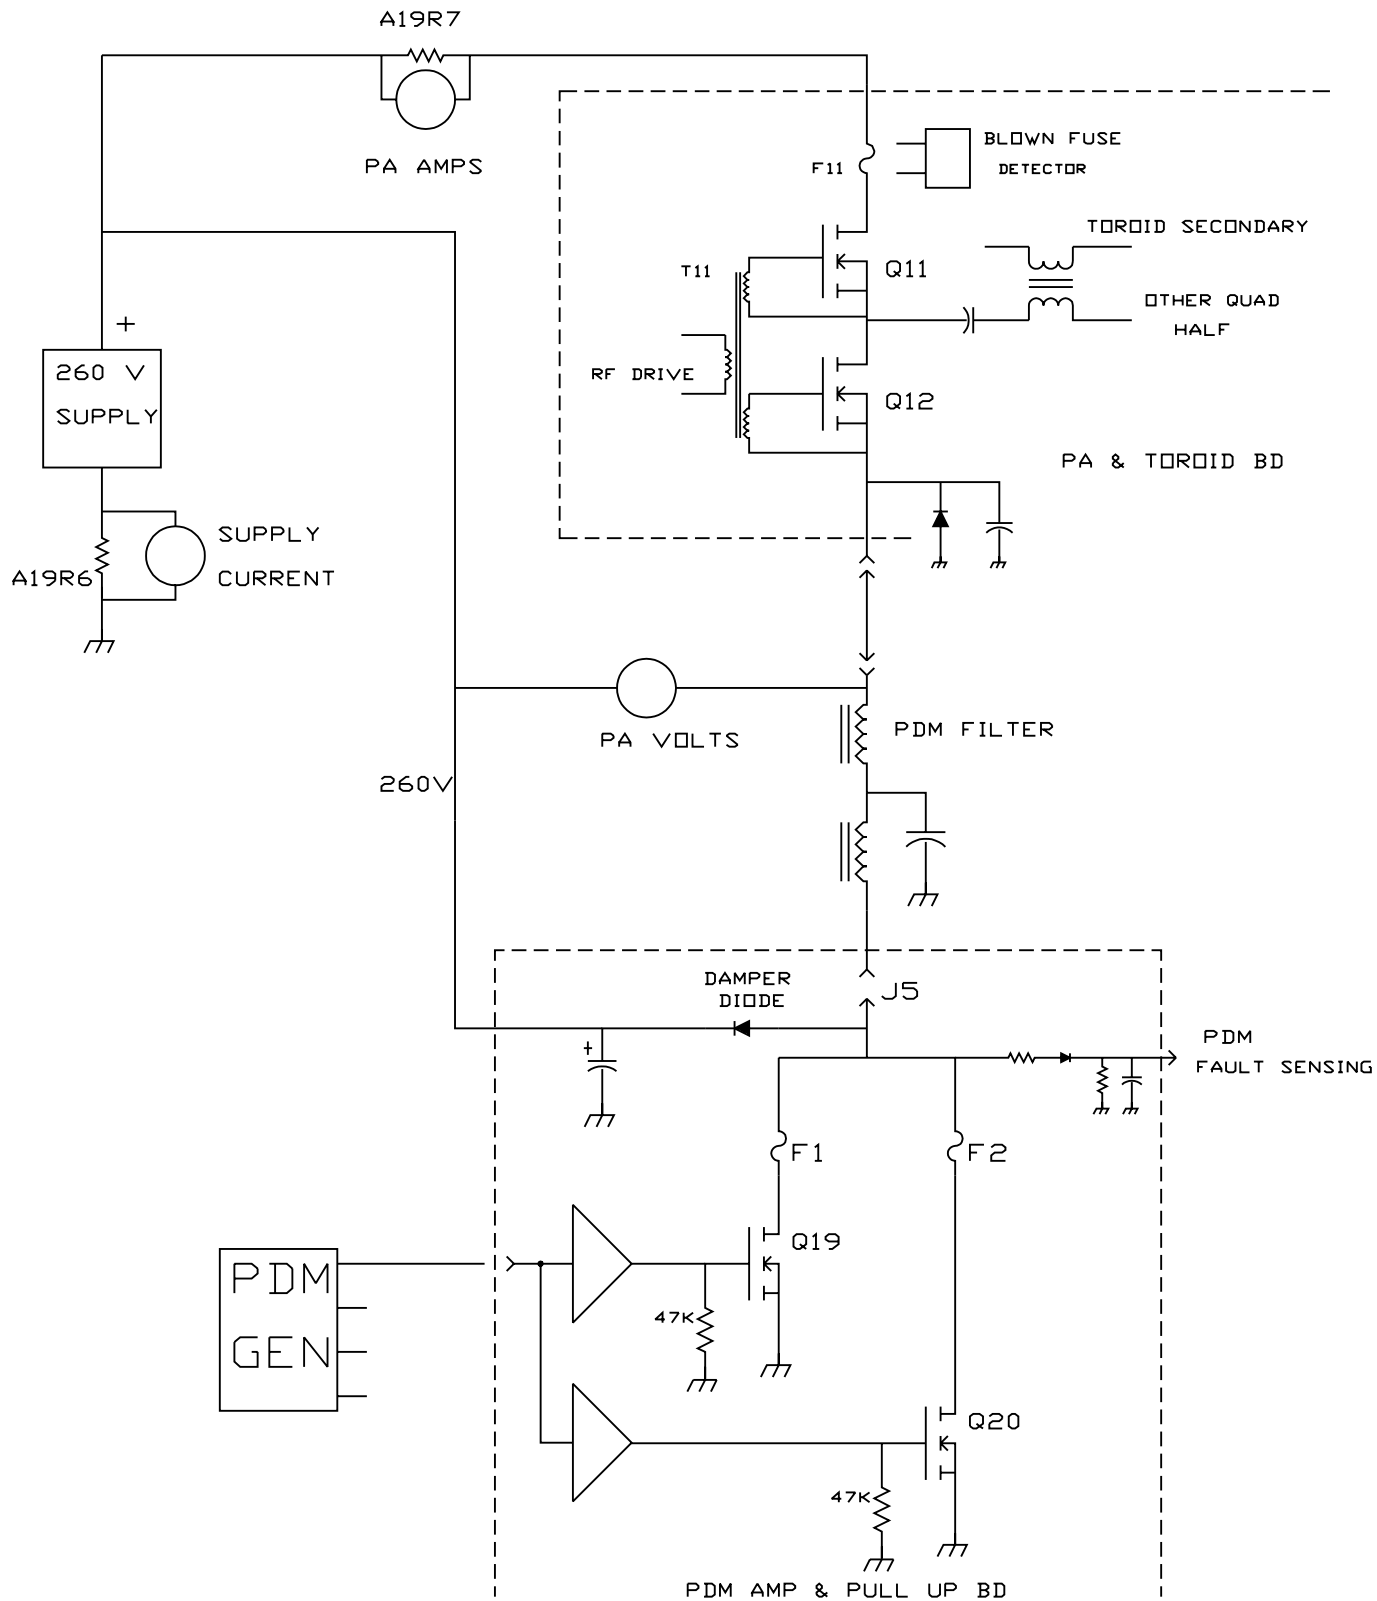 A19R7
PA AMPS
BLOWN FUSE
DETECTOR
F11
TOROID SECONDARY
T11
Q11
OTHER QUAD
HALF
+
260 V
SUPPLY
RF DRIVE
Q12
PA & TOROID BD
SUPPLY
CURRENT
A19R6
PDM FILTER
PA VOLTS
260V
DAMPER
DIODE
J5
PDM
FAULT SENSING
+
F1
F2
Q19
PDM
GEN
47K
Q20
47K
PDM AMP & PULL UP BD